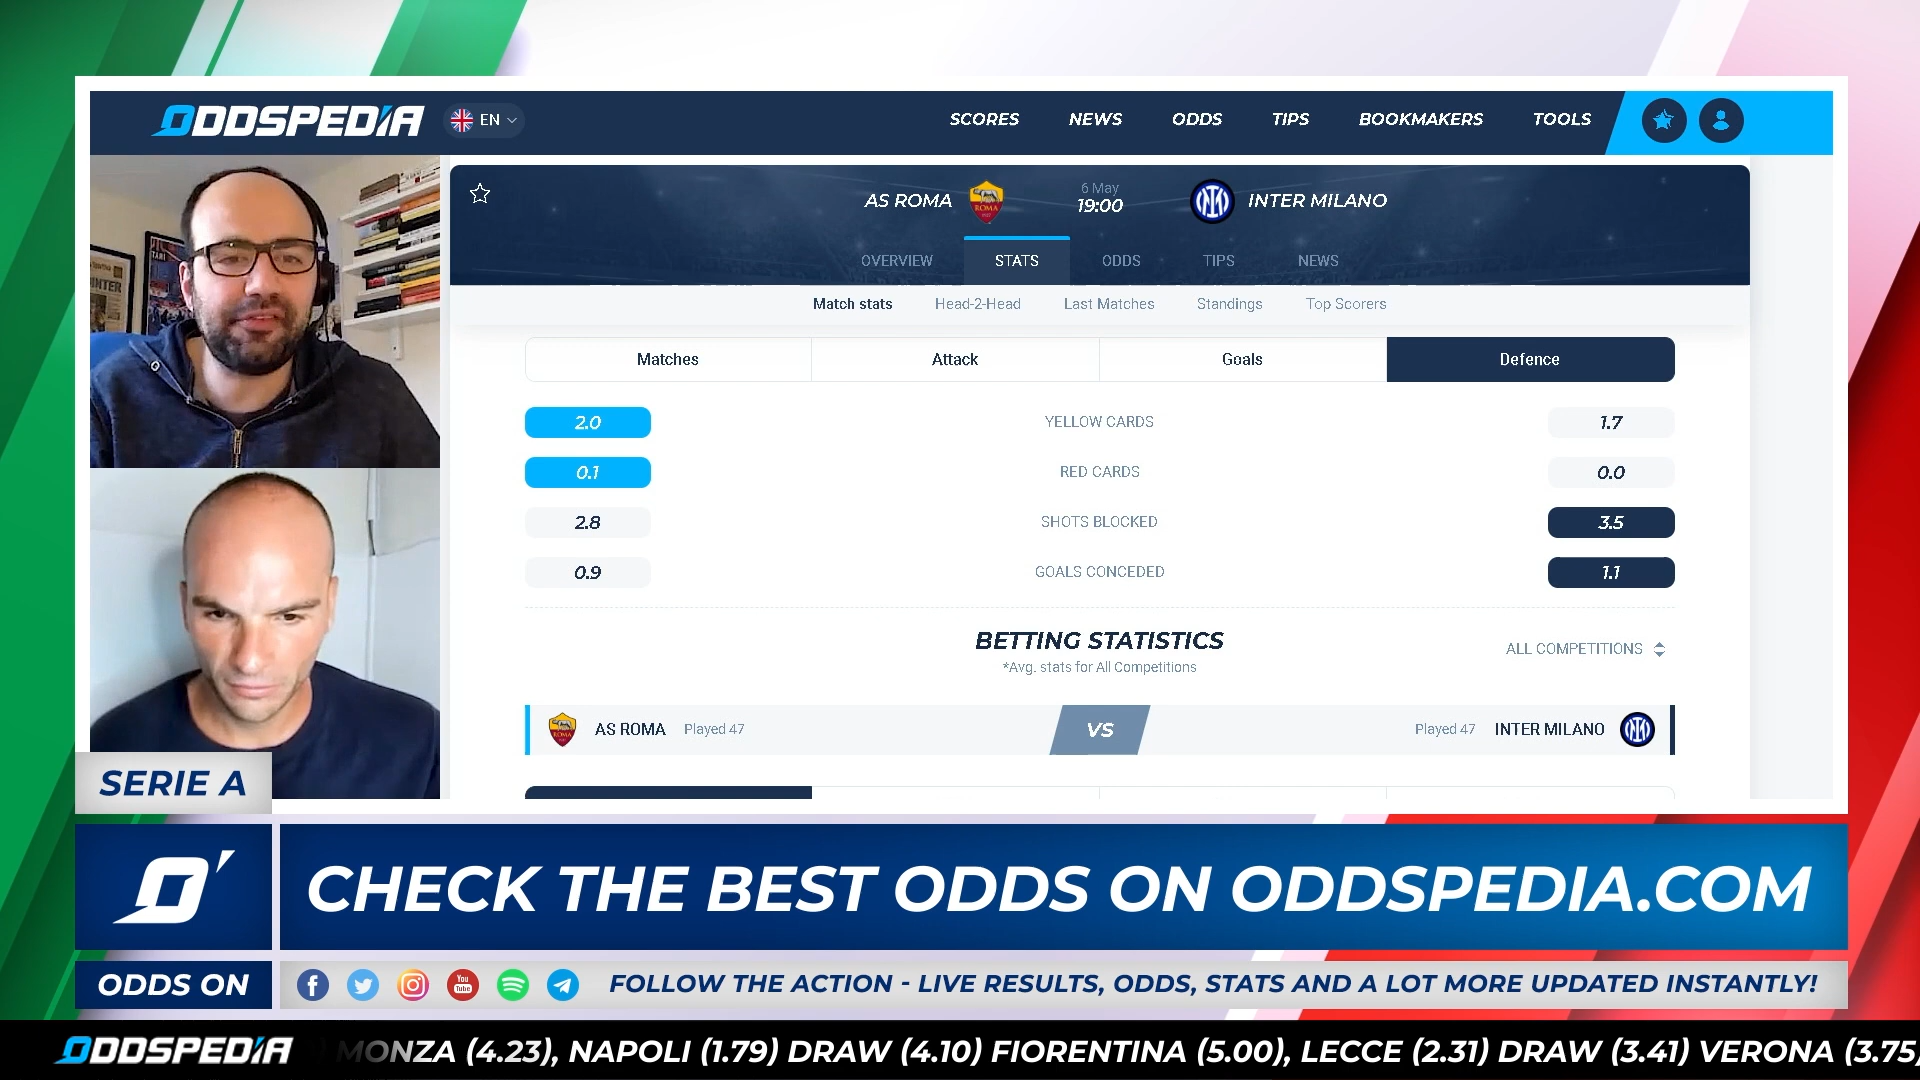 ODDSPEDIA
EN
SCORES NEWS ODDS TIPS BOOKMAKERS TOOLS
AS ROMA
ROMA
6 May
19:00
INTER MILANO
OVERVIEW STATS ODDS TIPS NEWS
Match stats Head-2-Head Last Matches Standings Top Scorers
Matches Attack Goals Defence
2.0 YELLOW CARDS 1.7
0.1 RED CARDS 0.0
2.8 SHOTS BLOCKED 3.5
0.9 GOALS CONCEDED 1.1
BETTING STATISTICS
*Avg. stats for All Competitions
ALL COMPETITIONS
AS ROMA Played 47 VS Played 47 INTER MILANO
SERIE A
CHECK THE BEST ODDS ON ODDSPEDIA.COM
ODDS ON
You
Tube
FOLLOW THE ACTION - LIVE RESULTS, ODDS, STATS AND A LOT MORE UPDATED INSTANTLY!
ODDSPEDIA
MONZA (4.23), NAPOLI (1.79) DRAW (4.10) FIORENTINA (5.00), LECCE (2.31) DRAW (3.41) VERONA (3.75)